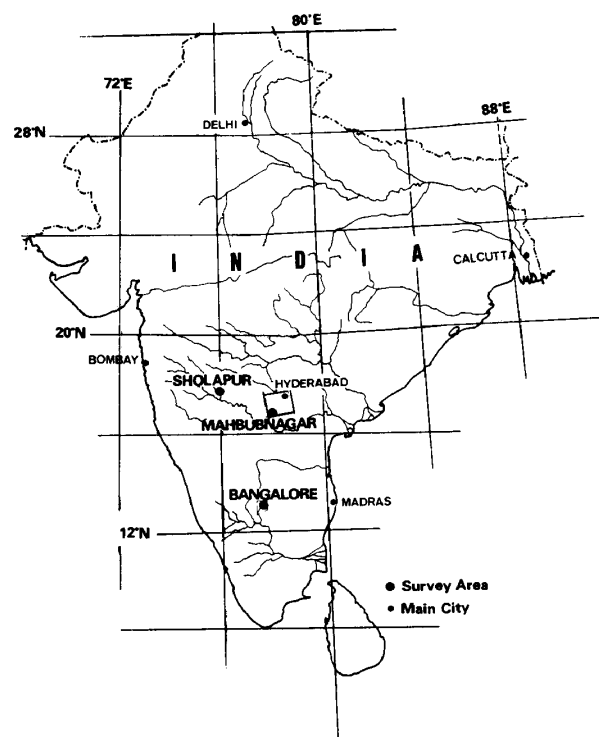 80°E
72°E
88°E
DELHI
28°N
I N D I A
CALCUTTA
20°N
BOMBAY
SHOLAPUR
HYDERABAD
MAHBUBNAGAR
BANGALORE
MADRAS
12°N
Survey Area
Main City